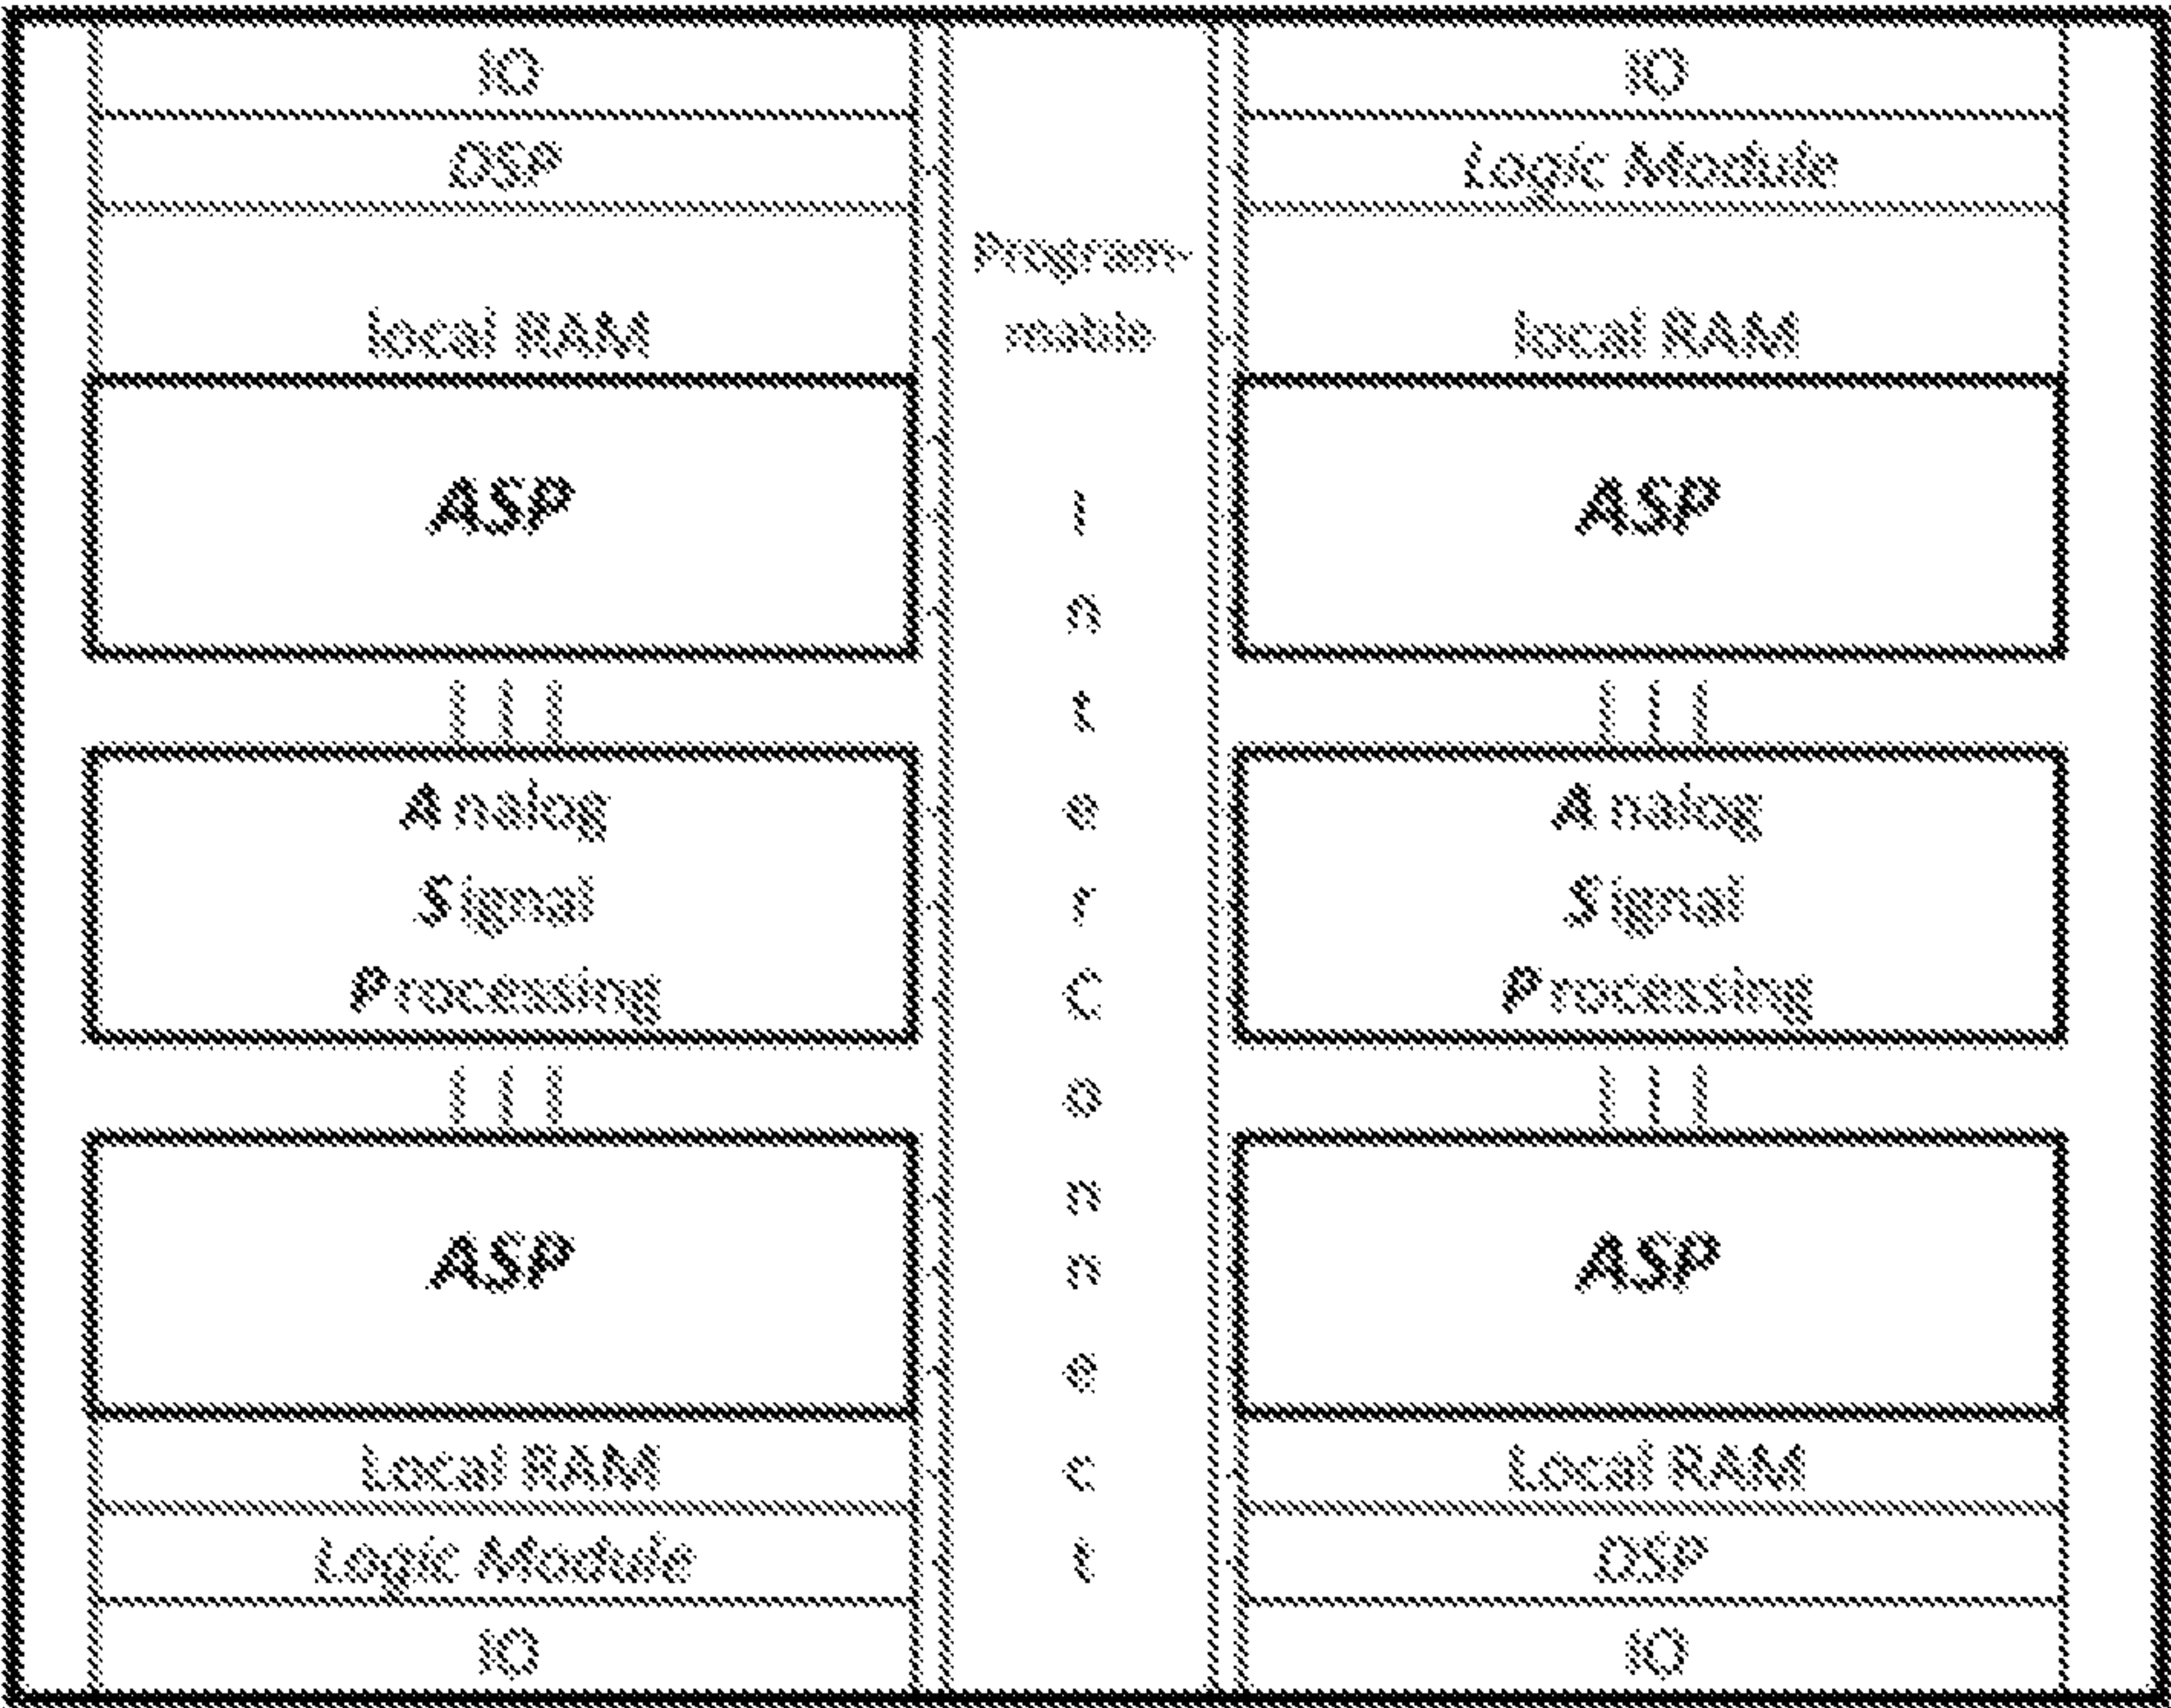 IO
DSP
local RAM
ASP
Analog
Signal
Processing
ASP
Local RAM
Logic Module
IO
Program-
mable
I
n
t
e
r
C
o
n
n
e
c
t
IO
Logic Module
local RAM
ASP
Analog
Signal
Processing
ASP
Local RAM
DSP
IO